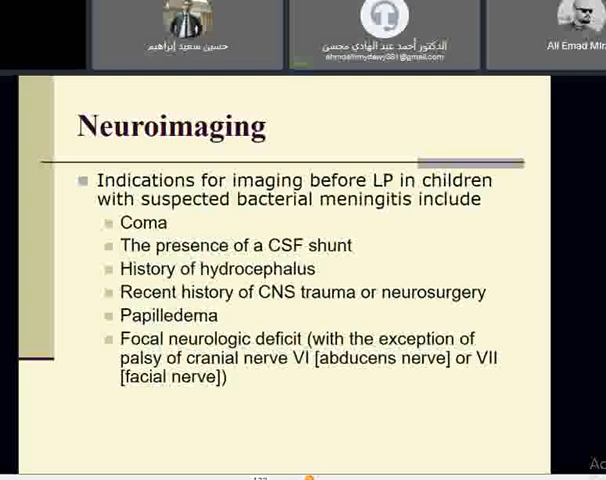 حسين سعيد إبراهيم
الدكتور أحمد عبد الهادي محسن
Ali Emad Mir
Neuroimaging
Indications for imaging before LP in children
with suspected bacterial meningitis include
Coma
The presence of a CSF shunt
History of hydrocephalus
Recent history of CNS trauma or neurosurgery
Papilledema
Focal neurologic deficit (with the exception of
palsy of cranial nerve VI [abducens nerve] or VII
[facial nerve])
Ac